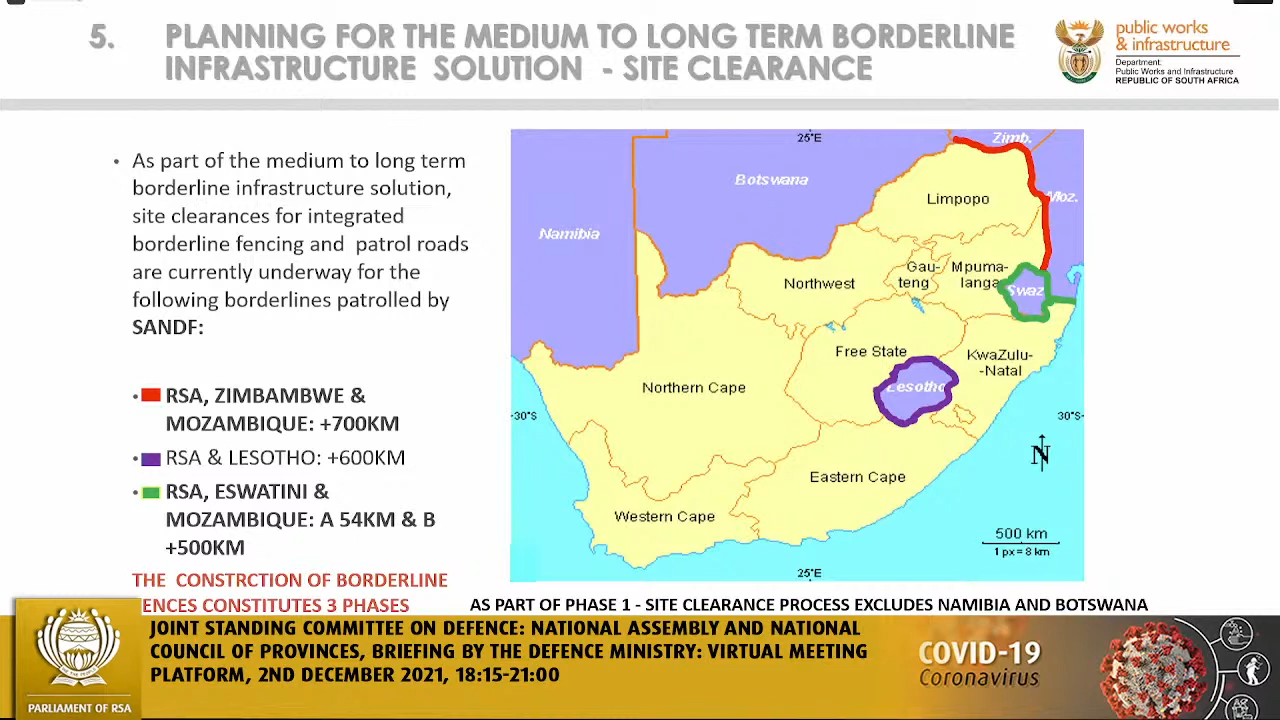 5. PLANNING FOR THE MEDIUM TO LONG TERM BORDERLINE
INFRASTRUCTURE SOLUTION - SITE CLEARANCE
public works
& infrastructure
Department:
Public Works and Infrastructure
REPUBLIC OF SOUTH AFRICA
• As part of the medium to long term
borderline infrastructure solution,
site clearances for integrated
borderline fencing and patrol roads
are currently underway for the
following borderlines patrolled by
SANDF:
• RSA, ZIMBAMBWE &
MOZAMBIQUE: +700KM
• RSA & LESOTHO: +600KM
• RSA, ESWATINI &
MOZAMBIQUE: A 54KM & B
+500KM
THE CONSTRCTION OF BORDERLINE
ENCES CONSTITUTES 3 PHASES
25°E
Zimb.
Botswana
Moz.
Limpopo
Namibia
Gau-
teng
Mpuma-
langa
Northwest
Swaz
Free State
KwaZulu-
-Natal
Northern Cape
Lesotho
30°S
30°S
N
Eastern Cape
Western Cape
500 km
1 px = 8 km
25°E
AS PART OF PHASE 1 - SITE CLEARANCE PROCESS EXCLUDES NAMIBIA AND BOTSWANA
JOINT STANDING COMMITTEE ON DEFENCE: NATIONAL ASSEMBLY AND NATIONAL
COUNCIL OF PROVINCES, BRIEFING BY THE DEFENCE MINISTRY: VIRTUAL MEETING
PLATFORM, 2ND DECEMBER 2021, 18:15-21:00
PARLIAMENT OF RSA
COVID-19
Coronavirus